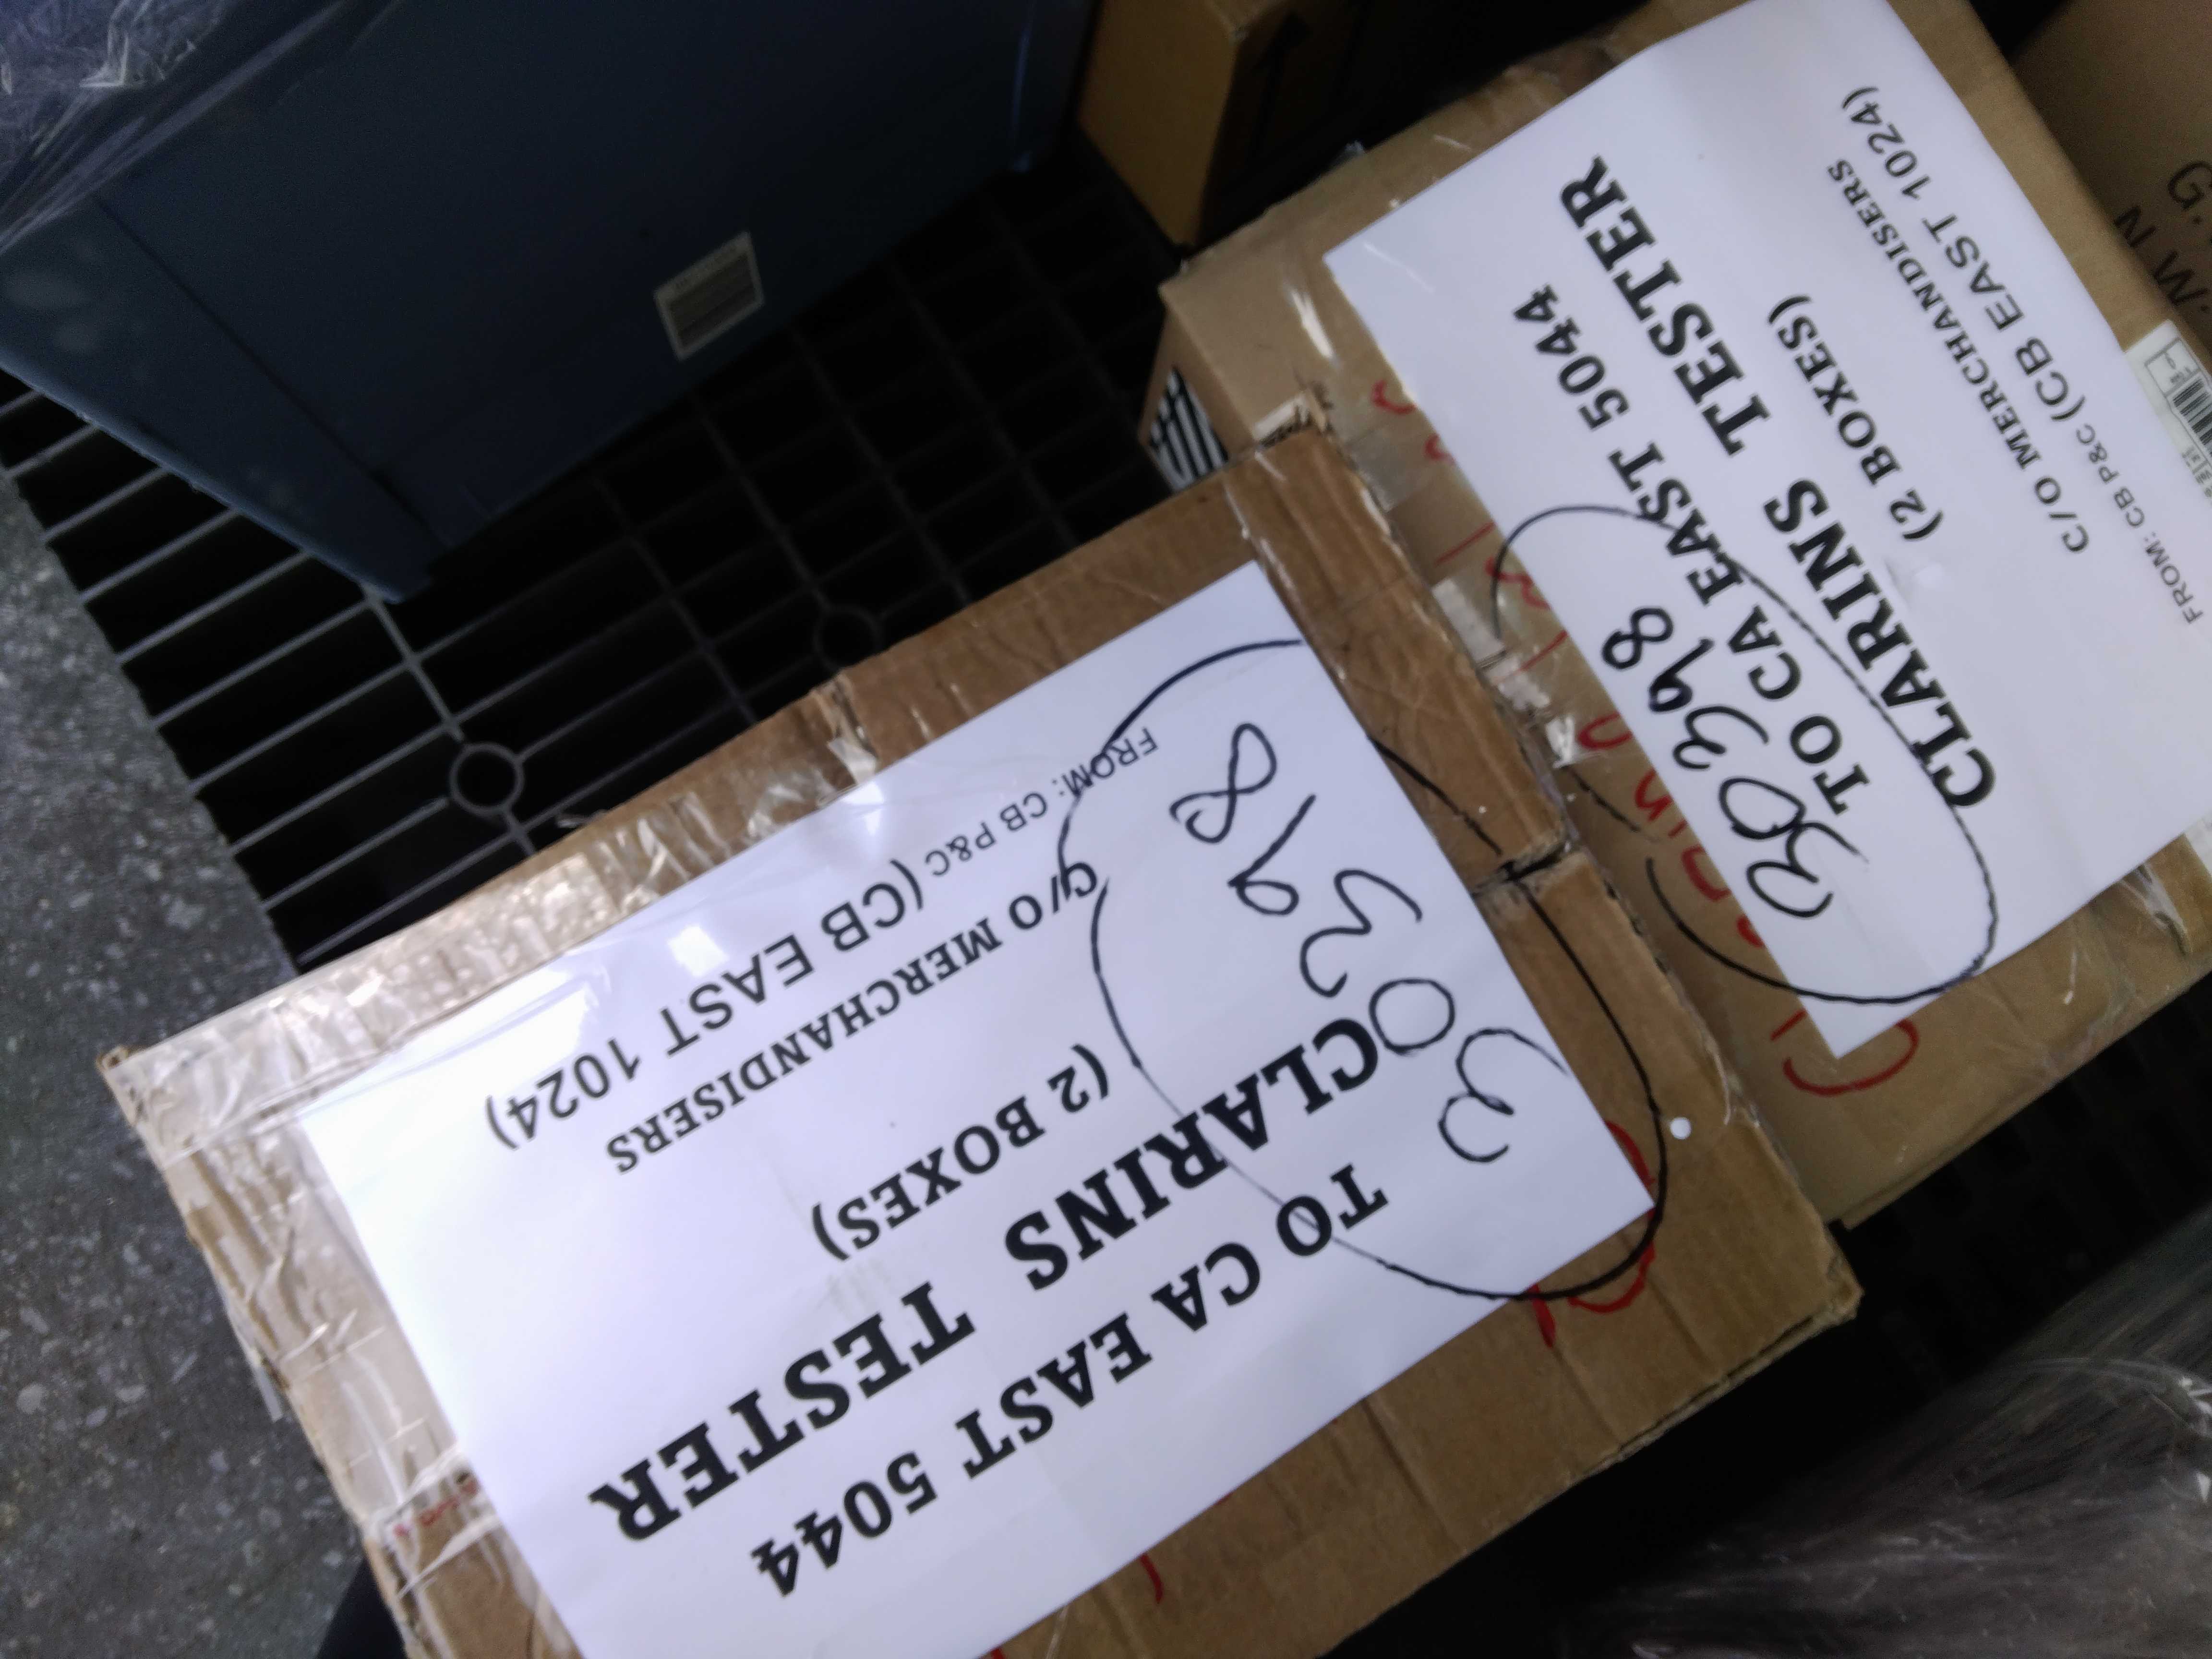 30398
TO CA EAST 5044
CLARINS TESTER
(2 BOXES)
C/O MERCHANDISERS
FROM: CB P&C (CB EAST 1024)
30398
TO CA EAST 5044
CLARINS TESTER
(2 BOXES)
C/O MERCHANDISERS
FROM: CB P&C (CB EAST 1024)